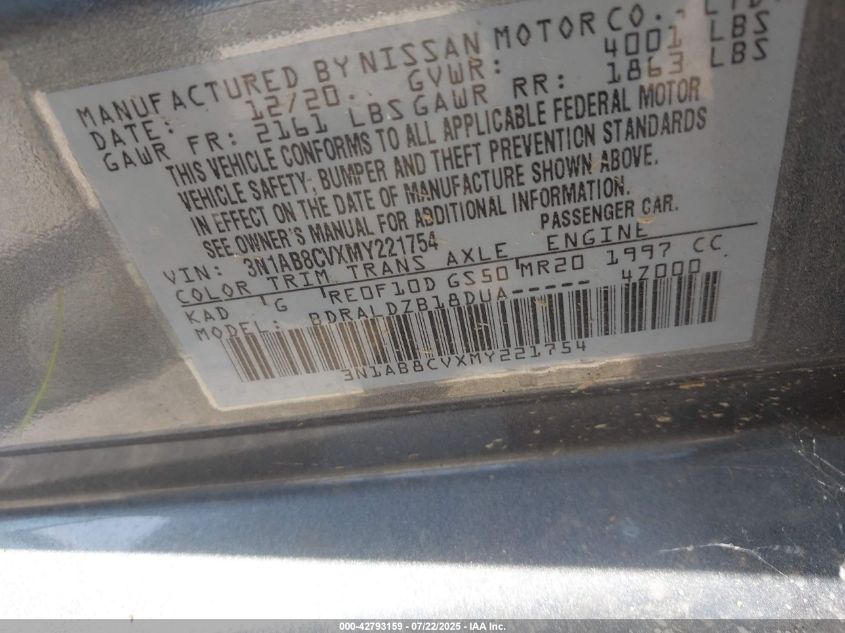 MANUFACTURED BY NISSAN MOTOR CO., LTD.
DATE: 12/20. GVWR: 4001 LBS
GAWR FR: 2161 LBS GAWR RR: 1863 LBS
THIS VEHICLE CONFORMS TO ALL APPLICABLE FEDERAL MOTOR
VEHICLE SAFETY, BUMPER AND THEFT PREVENTION STANDARDS
IN EFFECT ON THE DATE OF MANUFACTURE SHOWN ABOVE.
SEE OWNER'S MANUAL FOR ADDITIONAL INFORMATION.
VIN: 3N1AB8CVXMY221754 PASSENGER CAR.
COLOR TRIM TRANS AXLE ENGINE
KAD G RE0F10D GS50 MR20 1997 CC
MODEL: BDRALDZB18DUA----- 4Z000
3N1AB8CVXMY221754
000-42793159 - 07/22/2025 - IAA Inc.